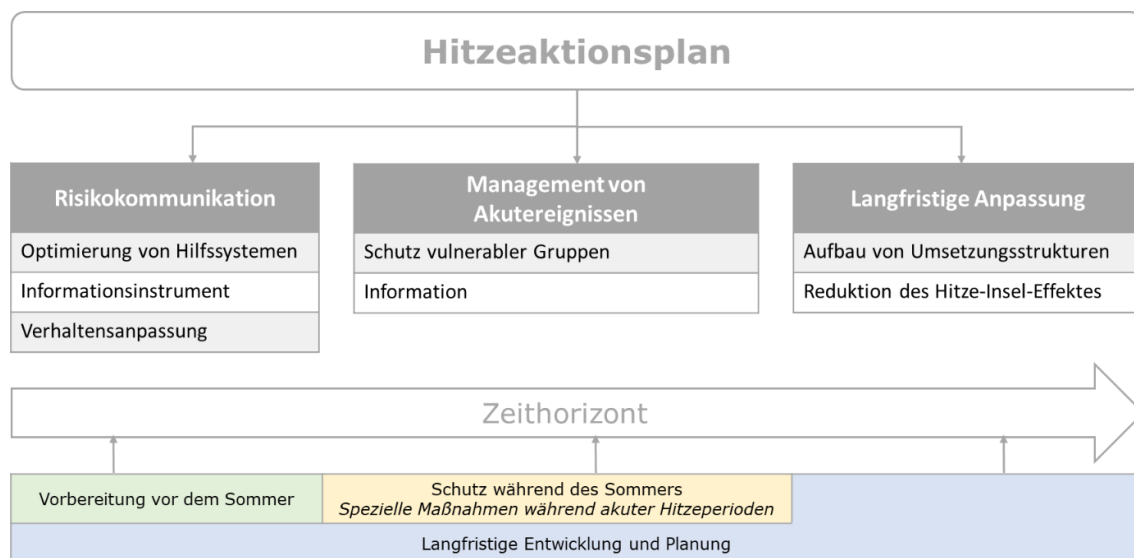 Hitzeaktionsplan
Risikokommunikation
Optimierung von Hilfssystemen
Informationsinstrument
Verhaltensanpassung
Management von
Akutereignissen
Schutz vulnerabler Gruppen
Information
Langfristige Anpassung
Aufbau von Umsetzungsstrukturen
Reduktion des Hitze-Insel-Effektes
Zeithorizont
Vorbereitung vor dem Sommer
Schutz während des Sommers
Spezielle Maßnahmen während akuter Hitzeperioden
Langfristige Entwicklung und Planung